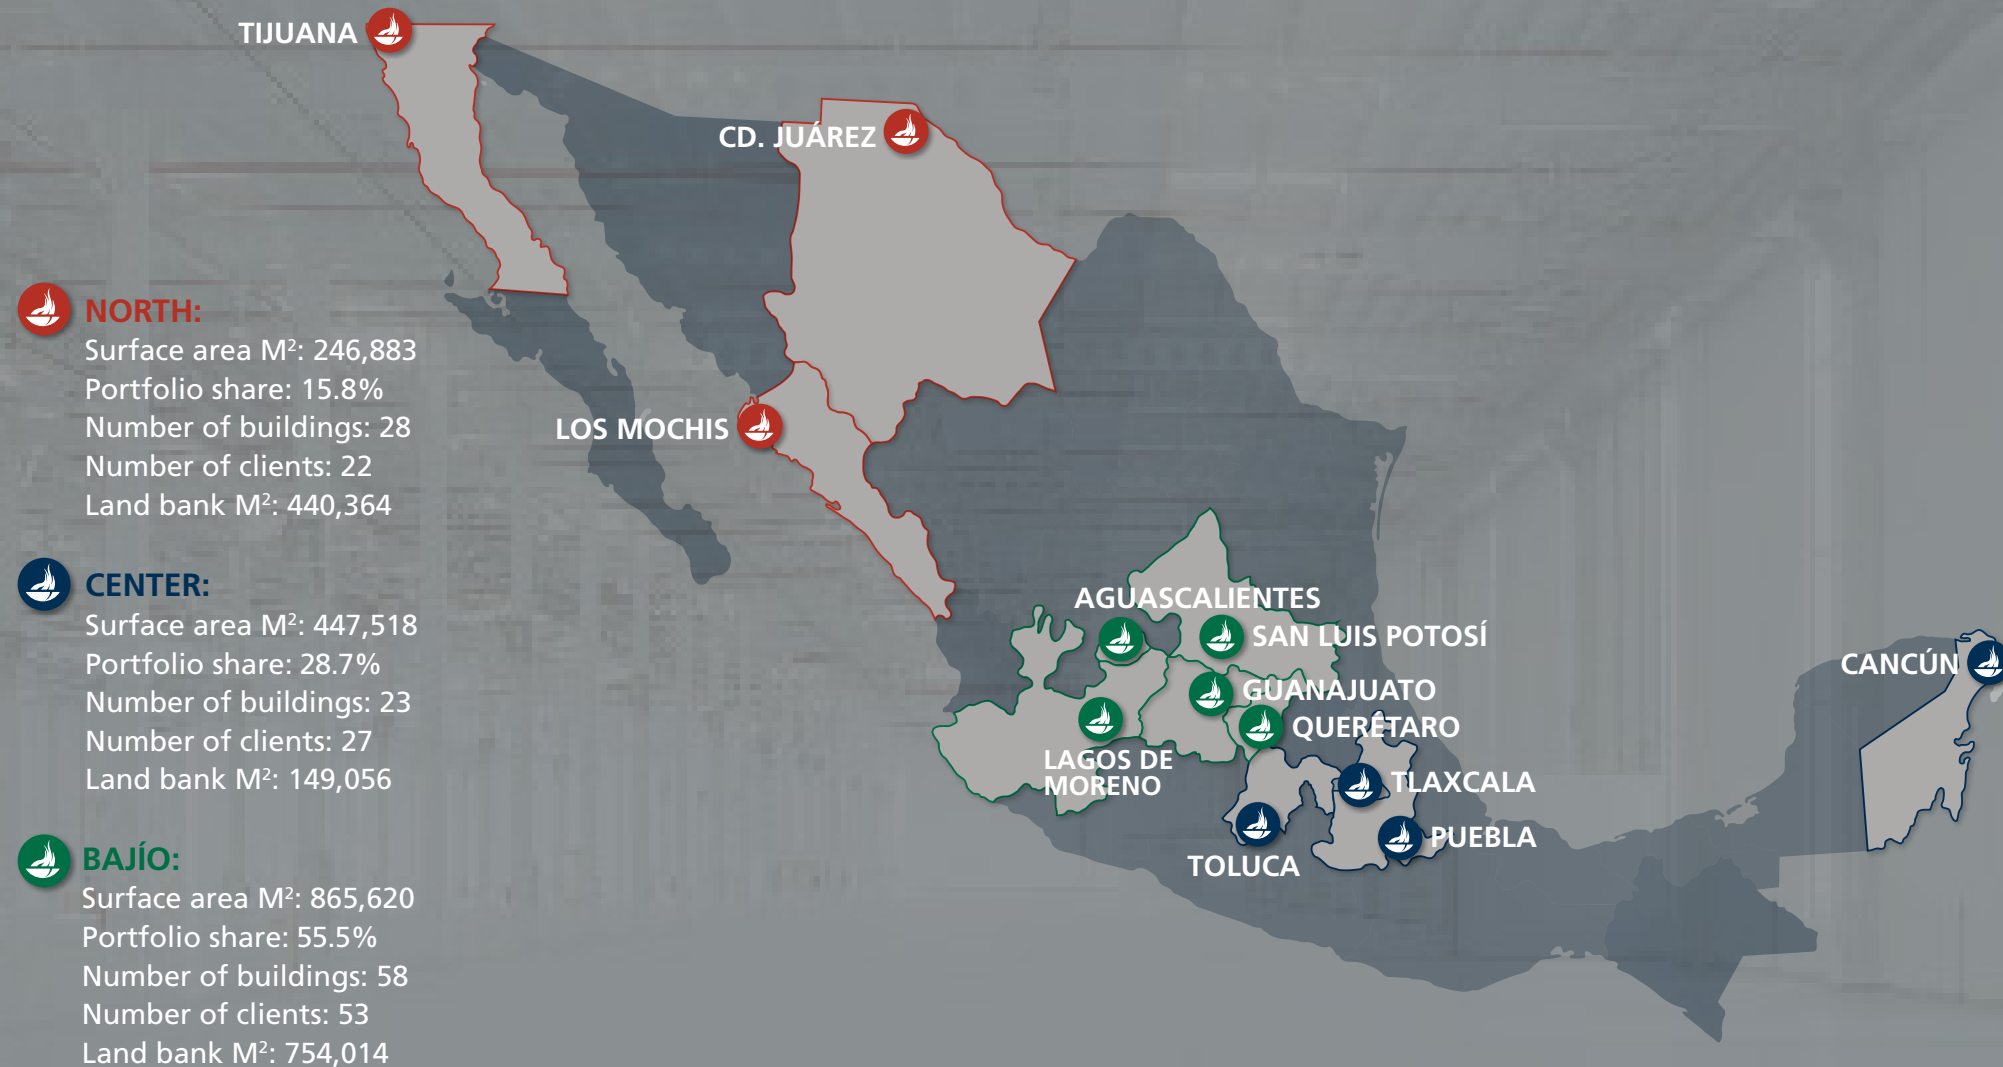 TIJUANA
CD. JUÁREZ
LOS MOCHIS
NORTH:
Surface area M²: 246,883
Portfolio share: 15.8%
Number of buildings: 28
Number of clients: 22
Land bank M²: 440,364
CENTER:
Surface area M²: 447,518
Portfolio share: 28.7%
Number of buildings: 23
Number of clients: 27
Land bank M²: 149,056
BAJÍO:
Surface area M²: 865,620
Portfolio share: 55.5%
Number of buildings: 58
Number of clients: 53
Land bank M²: 754,014
AGUASCALIENTES
SAN LUIS POTOSÍ
GUANAJUATO
QUERÉTARO
LAGOS DE
MORENO
TLAXCALA
PUEBLA
TOLUCA
CANCÚN